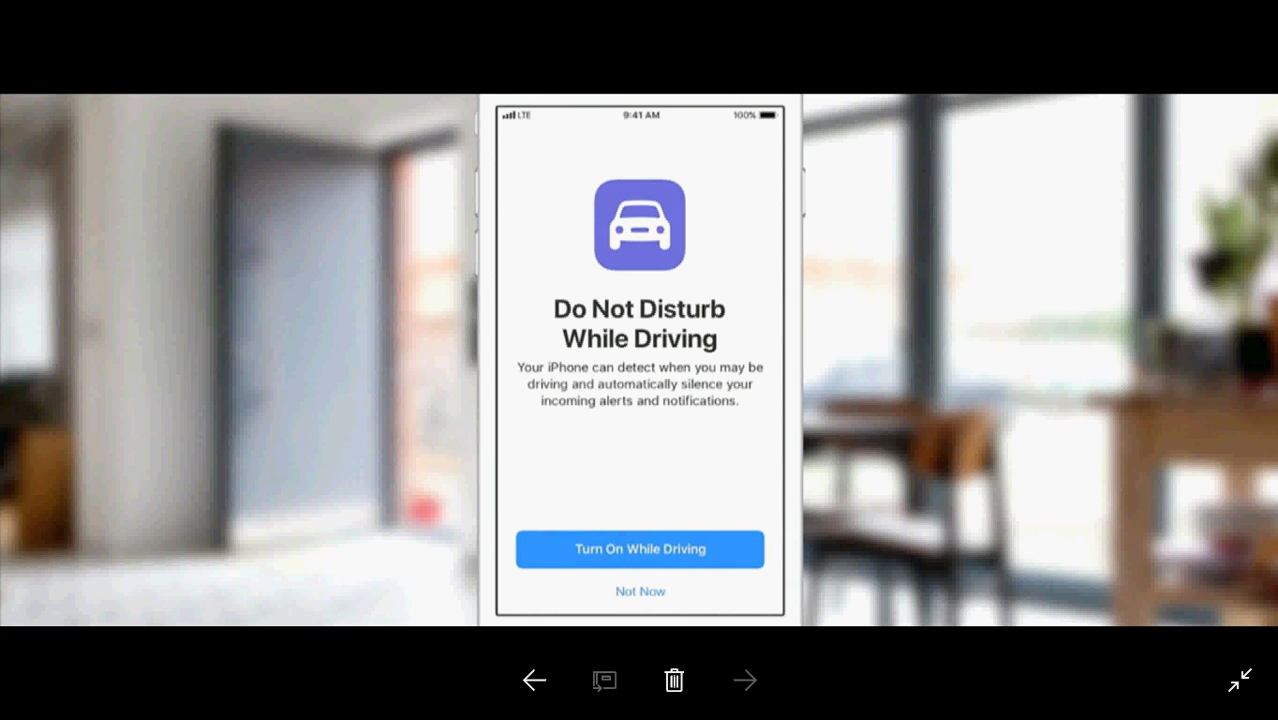 LTE 9:41 AM 100%
Do Not Disturb
While Driving
Your iPhone can detect when you may be
driving and automatically silence your
incoming alerts and notifications.
Turn On While Driving
Not Now